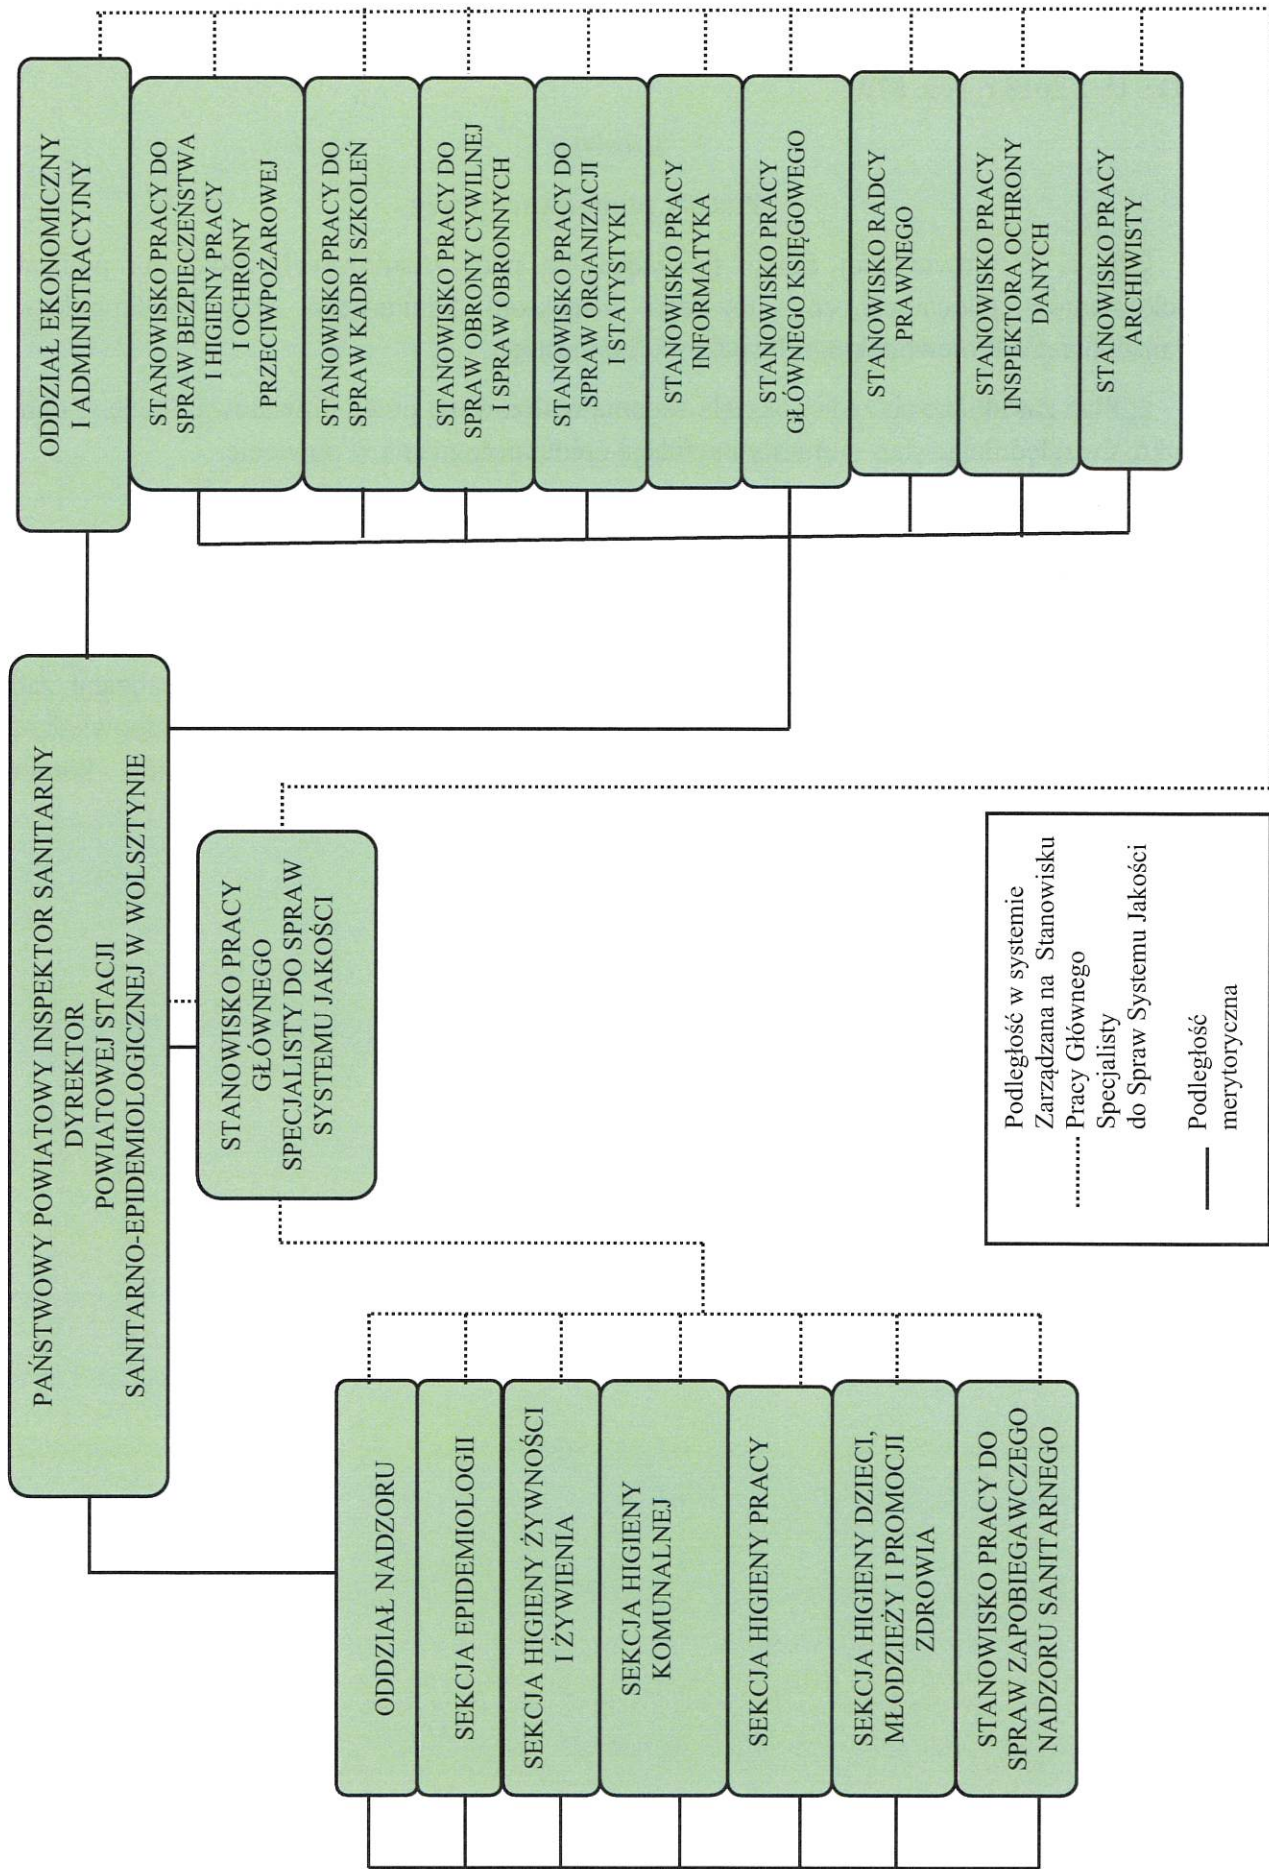 PAŃSTWOWY POWIATOWY INSPEKTOR SANITARNY
DYREKTOR
POWIATOWEJ STACJI
SANITARNO-EPIDEMIOLOGICZNEJ W WOLSZTYNIE
STANOWISKO PRACY
GŁÓWNEGO
SPECJALISTY DO SPRAW
SYSTEMU JAKOŚCI
ODDZIAŁ NADZORU
SEKCJA EPIDEMIOLOGII
SEKCJA HIGIENY ŻYWNOŚCI
I ŻYWIENIA
SEKCJA HIGIENY
KOMUNALNEJ
SEKCJA HIGIENY PRACY
SEKCJA HIGIENY DZIECI,
MŁODZIEŻY I PROMOCJI
ZDROWIA
STANOWISKO PRACY DO
SPRAW ZAPOBIEGAWCZEGO
NADZORU SANITARNEGO
ODDZIAŁ EKONOMICZNY
I ADMINISTRACYJNY
STANOWISKO PRACY DO
SPRAW BEZPIECZEŃSTWA
I HIGIENY PRACY
I OCHRONY
PRZECIWPOŻAROWEJ
STANOWISKO PRACY DO
SPRAW KADR I SZKOLEŃ
STANOWISKO PRACY DO
SPRAW OBRONY CYWILNEJ
I SPRAW OBRONNYCH
STANOWISKO PRACY DO
SPRAW ORGANIZACJI
I STATYSTYKI
STANOWISKO PRACY
INFORMATYKA
STANOWISKO PRACY
GŁÓWNEGO KSIĘGOWEGO
STANOWISKO RADCY
PRAWNEGO
STANOWISKO PRACY
INSPEKTORA OCHRONY
DANYCH
STANOWISKO PRACY
ARCHIWISTY
Podległość w systemie
Zarządzana na Stanowisku
Pracy Głównego
Specjalisty
do Spraw Systemu Jakości
Podległość
merytoryczna